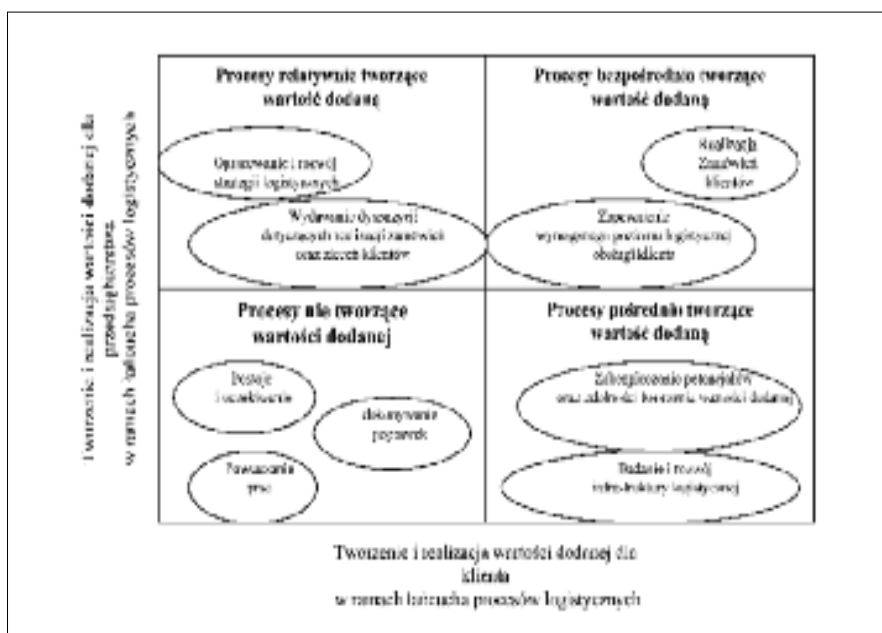 Tworzenie i realizacja wartości dodanej dla
przedsiębiorstwa
w ramach łańcucha procesów logistycznych
Procesy relatywnie tworzące
wartość dodaną
Opracowanie i rozwój
strategii logistycznych
Wydawanie dyspozycji
dotyczących realizacji zamówień
oraz zleceń klientów
Procesy bezpośrednio tworzące
wartość dodaną
Realizacja
Zamówień
klientów
Zapewnienie
wymaganego poziomu logistycznej
obsługi klienta
Procesy nie tworzące
wartości dodanej
Postoje
i oczekiwanie
dokonywanie
poprawek
Powtarzanie
prac
Procesy pośrednio tworzące
wartość dodaną
Zabezpieczenie potencjałów
oraz zdolności tworzenia wartości dodanej
Badanie i rozwój
infrastruktury logistycznej
Tworzenie i realizacja wartości dodanej dla
klienta
w ramach łańcucha procesów logistycznych